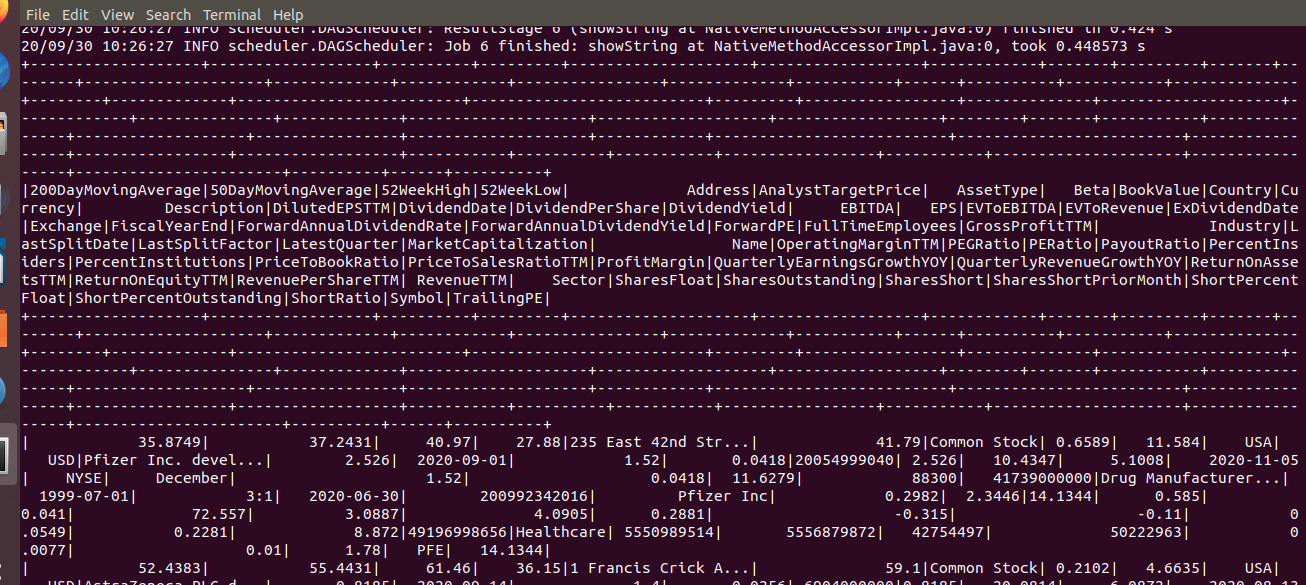 File Edit View Search Terminal Help
20/09/30 10:26:27 INFO scheduler.DAGScheduler: ResultStage 6 (showString at NativeMethodAccessorImpl.java:0) finished in 0.424 s
20/09/30 10:26:27 INFO scheduler.DAGScheduler: Job 6 finished: showString at NativeMethodAccessorImpl.java:0, took 0.448573 s
|200DayMovingAverage|50DayMovingAverage|52WeekHigh|52WeekLow| Address|AnalystTargetPrice| AssetType| Beta|BookValue|Country|Cu
rrency| Description|DilutedEPSTTM|DividendDate|DividendPerShare|DividendYield| EBITDA| EPS|EVToEBITDA|EVToRevenue|ExDividendDate
|Exchange|FiscalYearEnd|ForwardAnnualDividendRate|ForwardAnnualDividendYield|ForwardPE|FullTimeEmployees|GrossProfitTTM| Industry|L
astSplitDate|LastSplitFactor|LatestQuarter|MarketCapitalization| Name|OperatingMarginTTM|PEGRatio|PERatio|PayoutRatio|PercentIns
iders|PercentInstitutions|PriceToBookRatio|PriceToSalesRatioTTM|ProfitMargin|QuarterlyEarningsGrowthYOY|QuarterlyRevenueGrowthYOY|ReturnOnAsse
tsTTM|ReturnOnEquityTTM|RevenuePerShareTTM| RevenueTTM| Sector|SharesFloat|SharesOutstanding|SharesShort|SharesShortPriorMonth|ShortPercent
Float|ShortPercentOutstanding|ShortRatio|Symbol|TrailingPE|
| 35.8749| 37.2431| 40.97| 27.88|235 East 42nd Str...| 41.79|Common Stock| 0.6589| 11.584| USA|
USD|Pfizer Inc. devel...| 2.526| 2020-09-01| 1.52| 0.0418|20054999040| 2.526| 10.4347| 5.1008| 2020-11-05
| NYSE| December| 1.52| 0.0418| 11.6279| 88300| 41739000000|Drug Manufacturer...|
1999-07-01| 3:1| 2020-06-30| 200992342016| Pfizer Inc| 0.2982| 2.3446|14.1344| 0.585|
0.041| 72.557| 3.0887| 4.0905| 0.2881| -0.315| -0.11| 0
.0549| 0.2281| 8.872|49196998656|Healthcare| 5550989514| 5556879872| 42754497| 50222963| 0
.0077| 0.01| 1.78| PFE| 14.1344|
| 52.4383| 55.4431| 61.46| 36.15|1 Francis Crick A...| 59.1|Common Stock| 0.2102| 4.6635| USA|